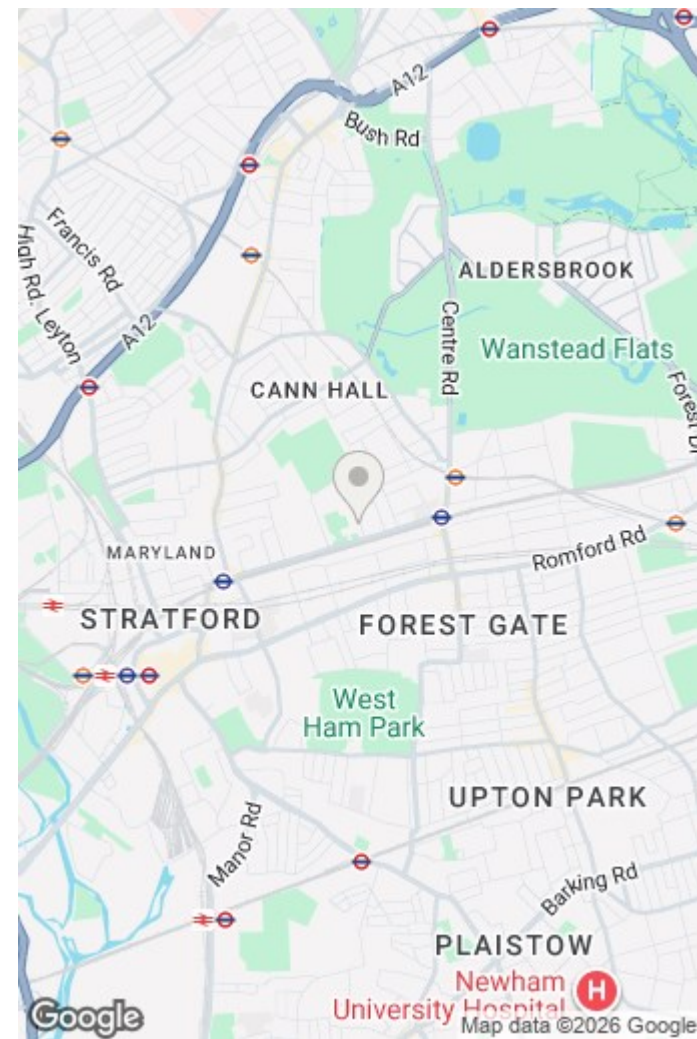 A12
Bush Rd
Francis Rd
High Rd. Leyton
A12
ALDERSBROOK
Centre Rd
Wanstead Flats
CANN HALL
Forest Dr
MARYLAND
Romford Rd
STRATFORD
FOREST GATE
West
Ham Park
UPTON PARK
Manor Rd
Barking Rd
PLAISTOW
Newham
University Hospital
H
Google
Map data ©2026 Google